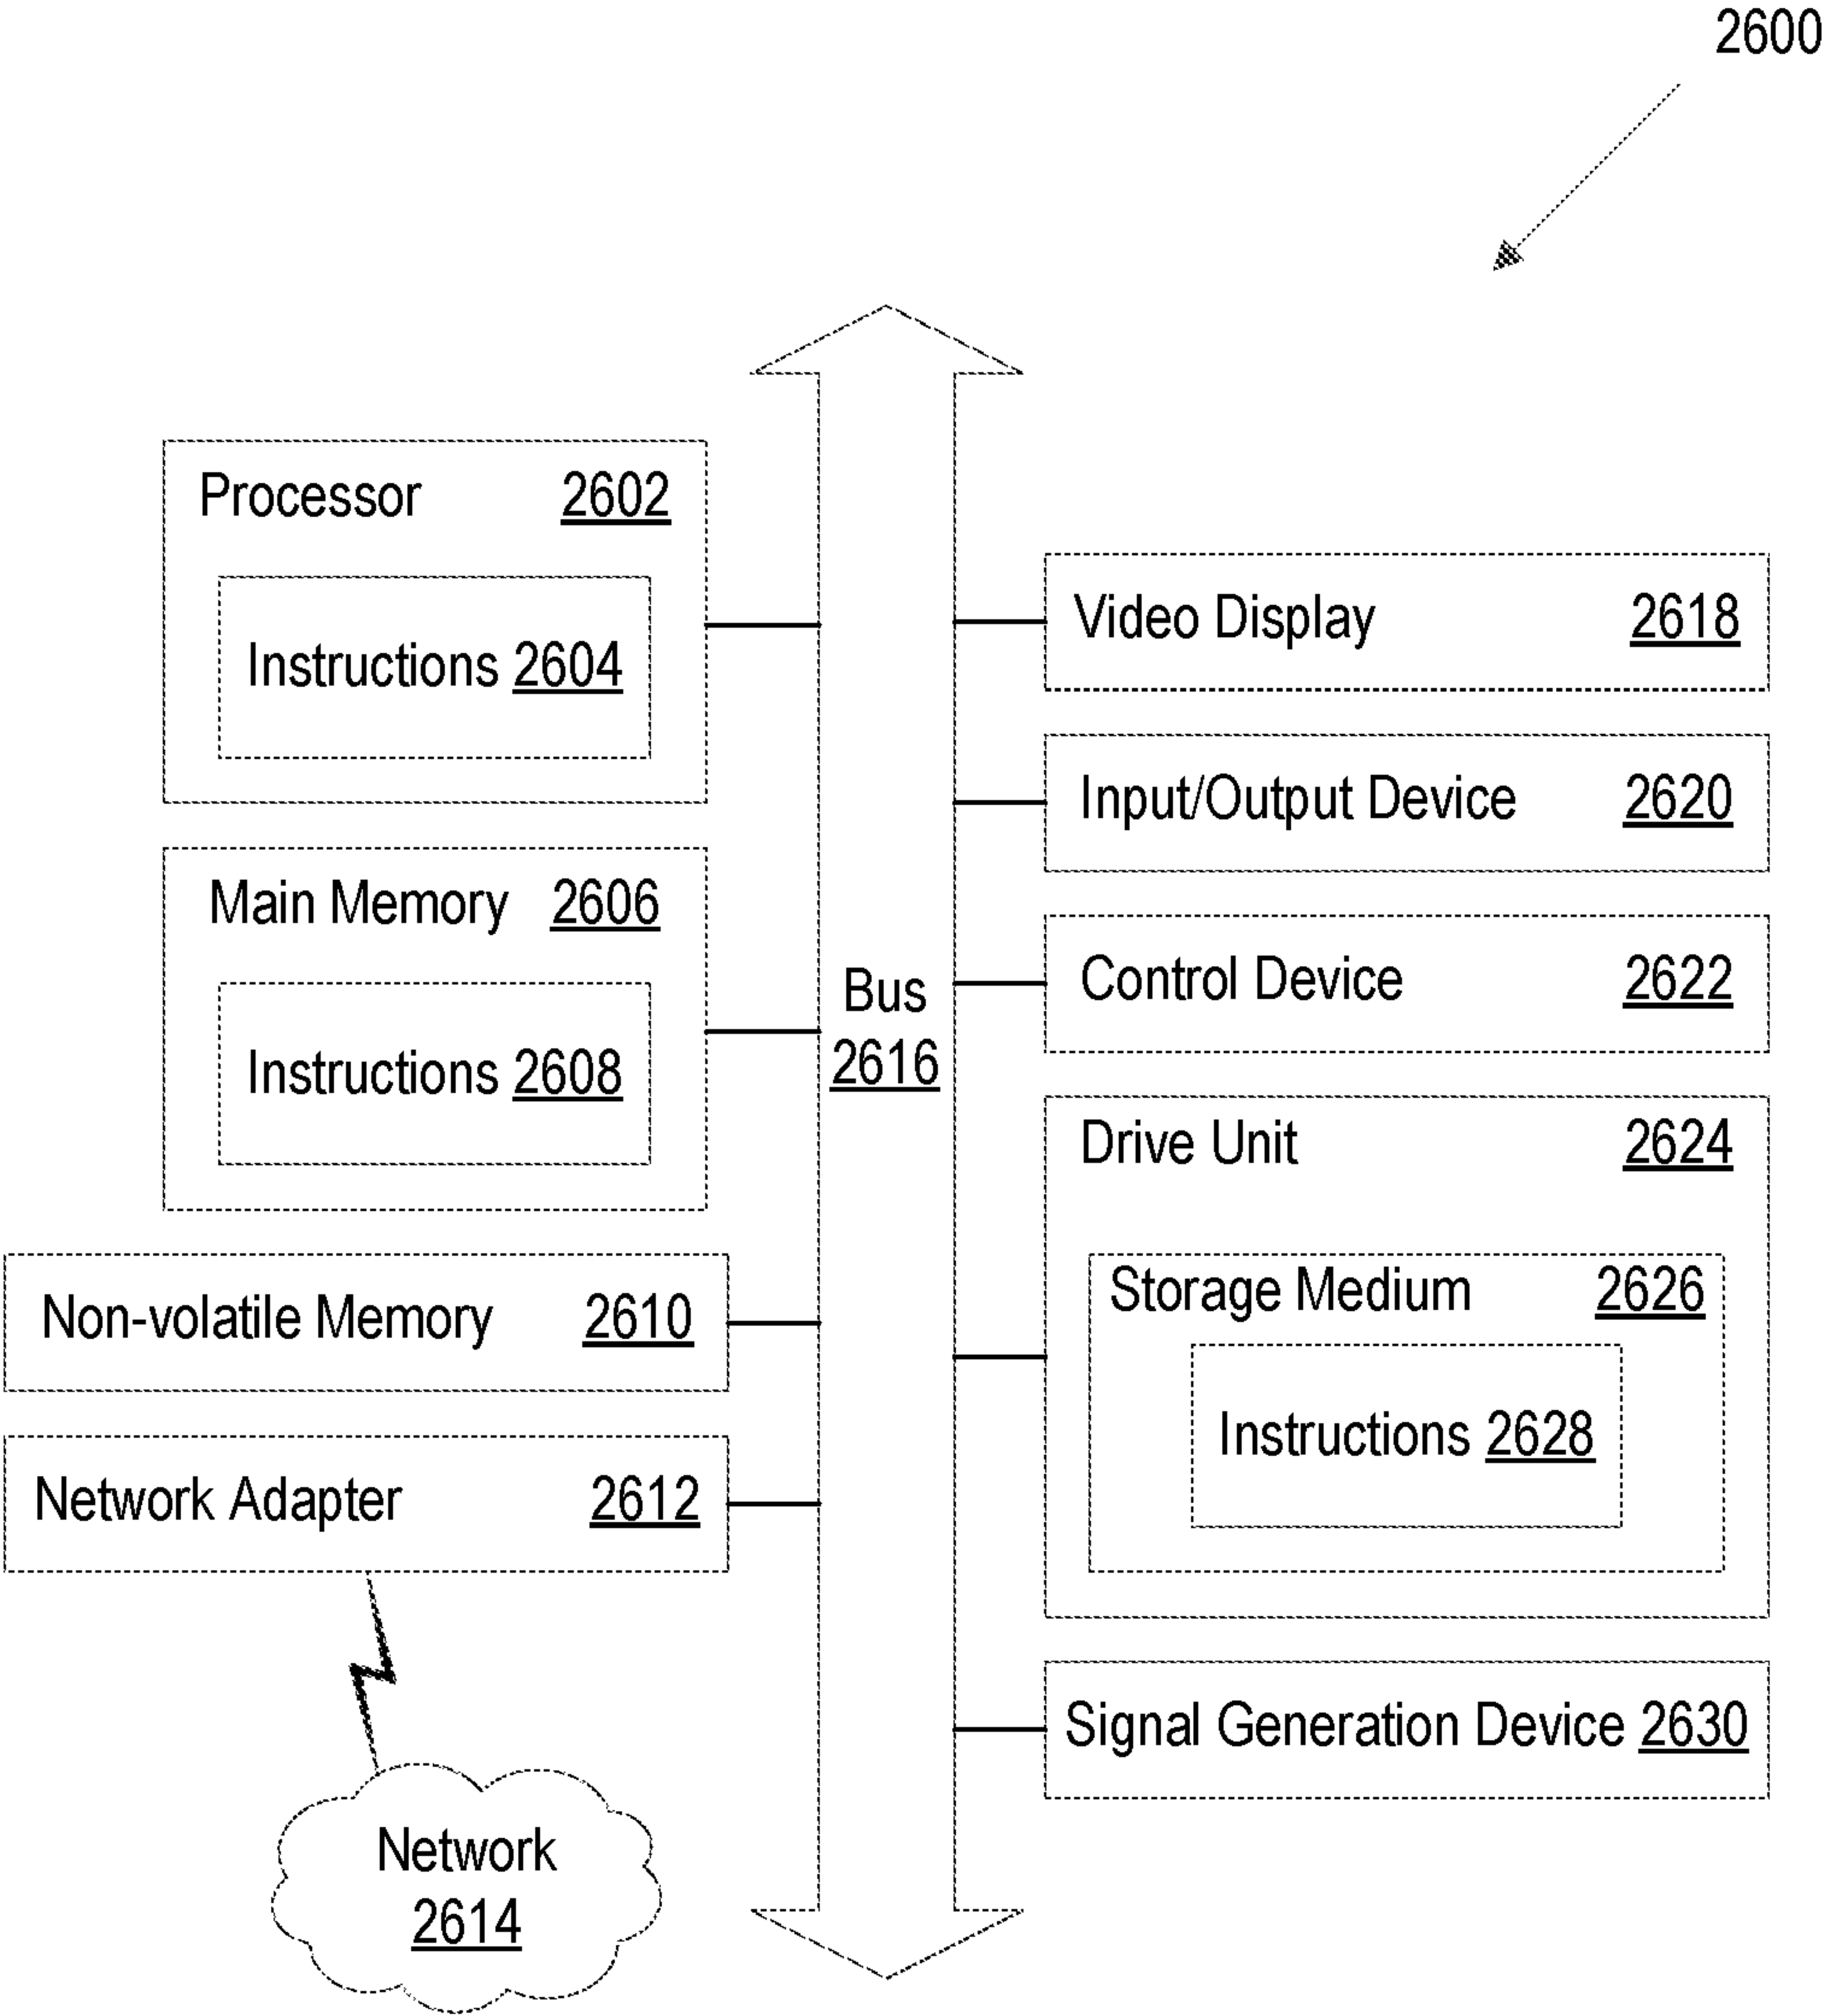 2600
Processor 2602
Instructions 2604
Main Memory 2606
Instructions 2608
Non-volatile Memory 2610
Network Adapter 2612
Network
2614
Bus
2616
Video Display 2618
Input/Output Device 2620
Control Device 2622
Drive Unit 2624
Storage Medium 2626
Instructions 2628
Signal Generation Device 2630